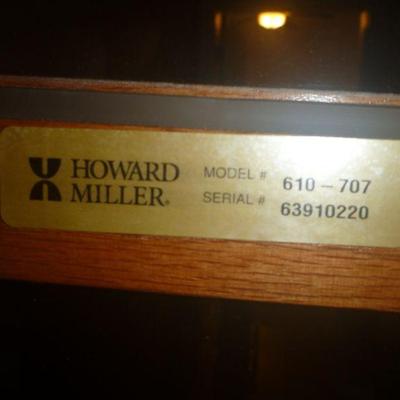 HOWARD MILLER®
MODEL # 610-707
SERIAL # 63910220